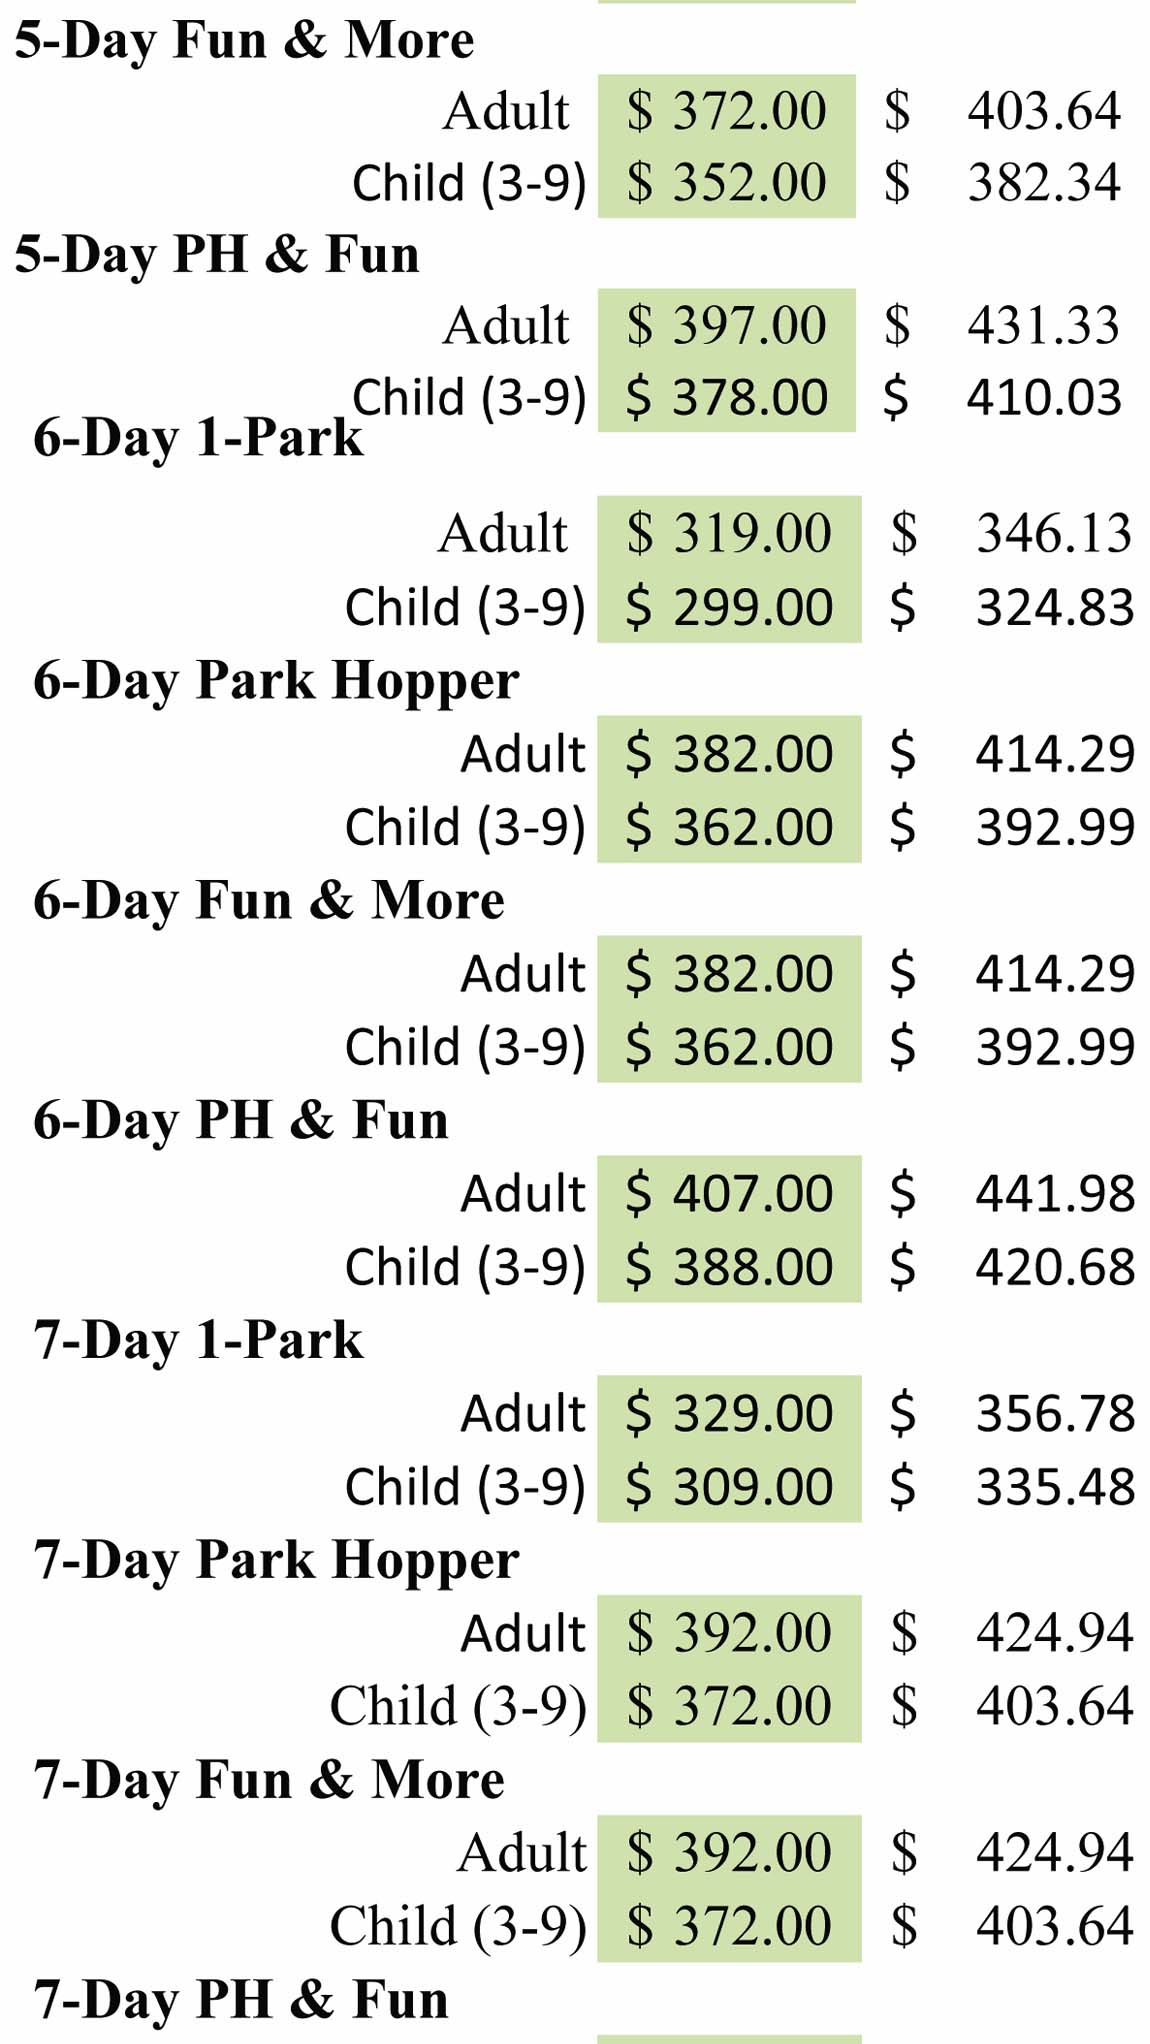 5-Day Fun & More
Adult $ 372.00 $ 403.64
Child (3-9) $ 352.00 $ 382.34
5-Day PH & Fun
Adult $ 397.00 $ 431.33
Child (3-9) $ 378.00 $ 410.03
6-Day 1-Park
Adult $ 319.00 $ 346.13
Child (3-9) $ 299.00 $ 324.83
6-Day Park Hopper
Adult $ 382.00 $ 414.29
Child (3-9) $ 362.00 $ 392.99
6-Day Fun & More
Adult $ 382.00 $ 414.29
Child (3-9) $ 362.00 $ 392.99
6-Day PH & Fun
Adult $ 407.00 $ 441.98
Child (3-9) $ 388.00 $ 420.68
7-Day 1-Park
Adult $ 329.00 $ 356.78
Child (3-9) $ 309.00 $ 335.48
7-Day Park Hopper
Adult $ 392.00 $ 424.94
Child (3-9) $ 372.00 $ 403.64
7-Day Fun & More
Adult $ 392.00 $ 424.94
Child (3-9) $ 372.00 $ 403.64
7-Day PH & Fun